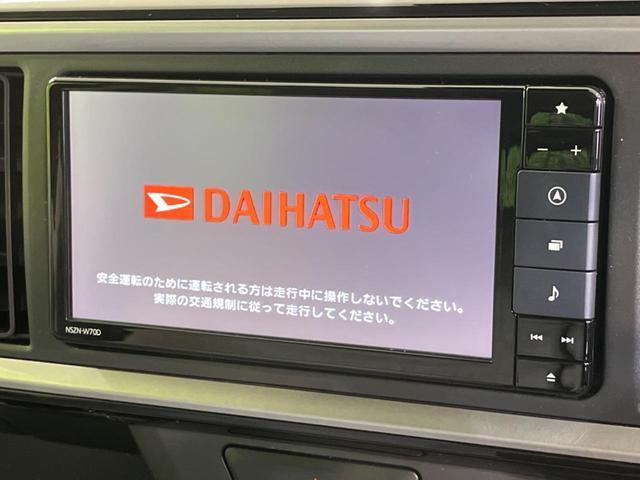 DAIHATSU
安全運転のために運転される方は走行中に操作しないでください。
実際の交通規制に従って走行してください。
NSZN-W70D